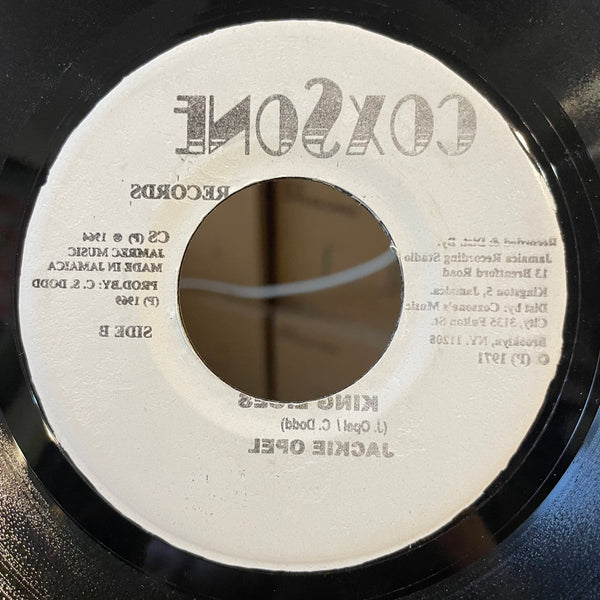 COXSONE
RECORDS
Recorded & Dist. By.
Jamaica Recording Studio
13 Brentford Road
Kingston 5, Jamaica.
Dist by: Coxsone's Music
City, 3135 Fulton St.
Brooklyn, NY. 11208
© (P) 1971
CS (P) ® 1964
JAMREC MUSIC
MADE IN JAMAICA
PROD.BY: C. S. DODD
(P) 1969
SIDE B
KING
(J. Opel / C. Dodd)
JACKIE OPEL